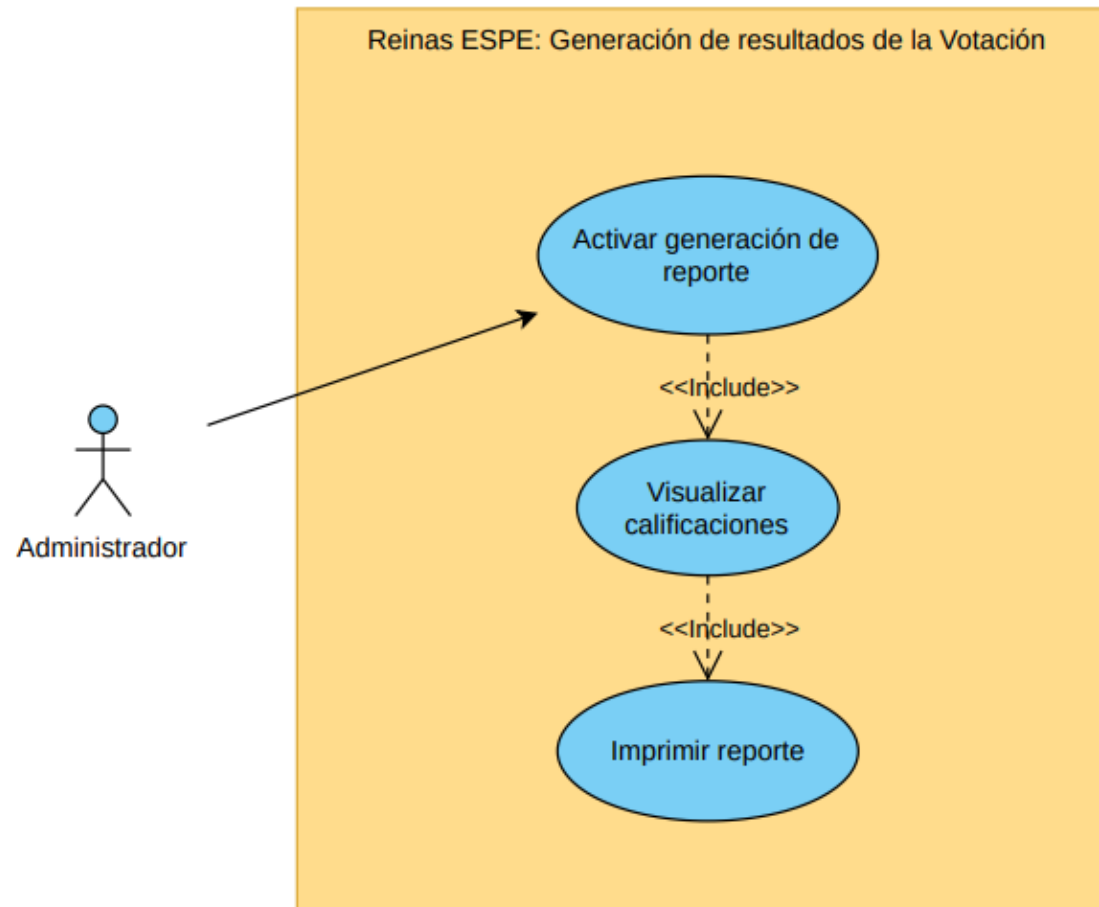 Reinas ESPE: Generación de resultados de la Votación
Activar generación de
reporte
<<Include>>
Visualizar
calificaciones
Administrador
<<Include>>
Imprimir reporte